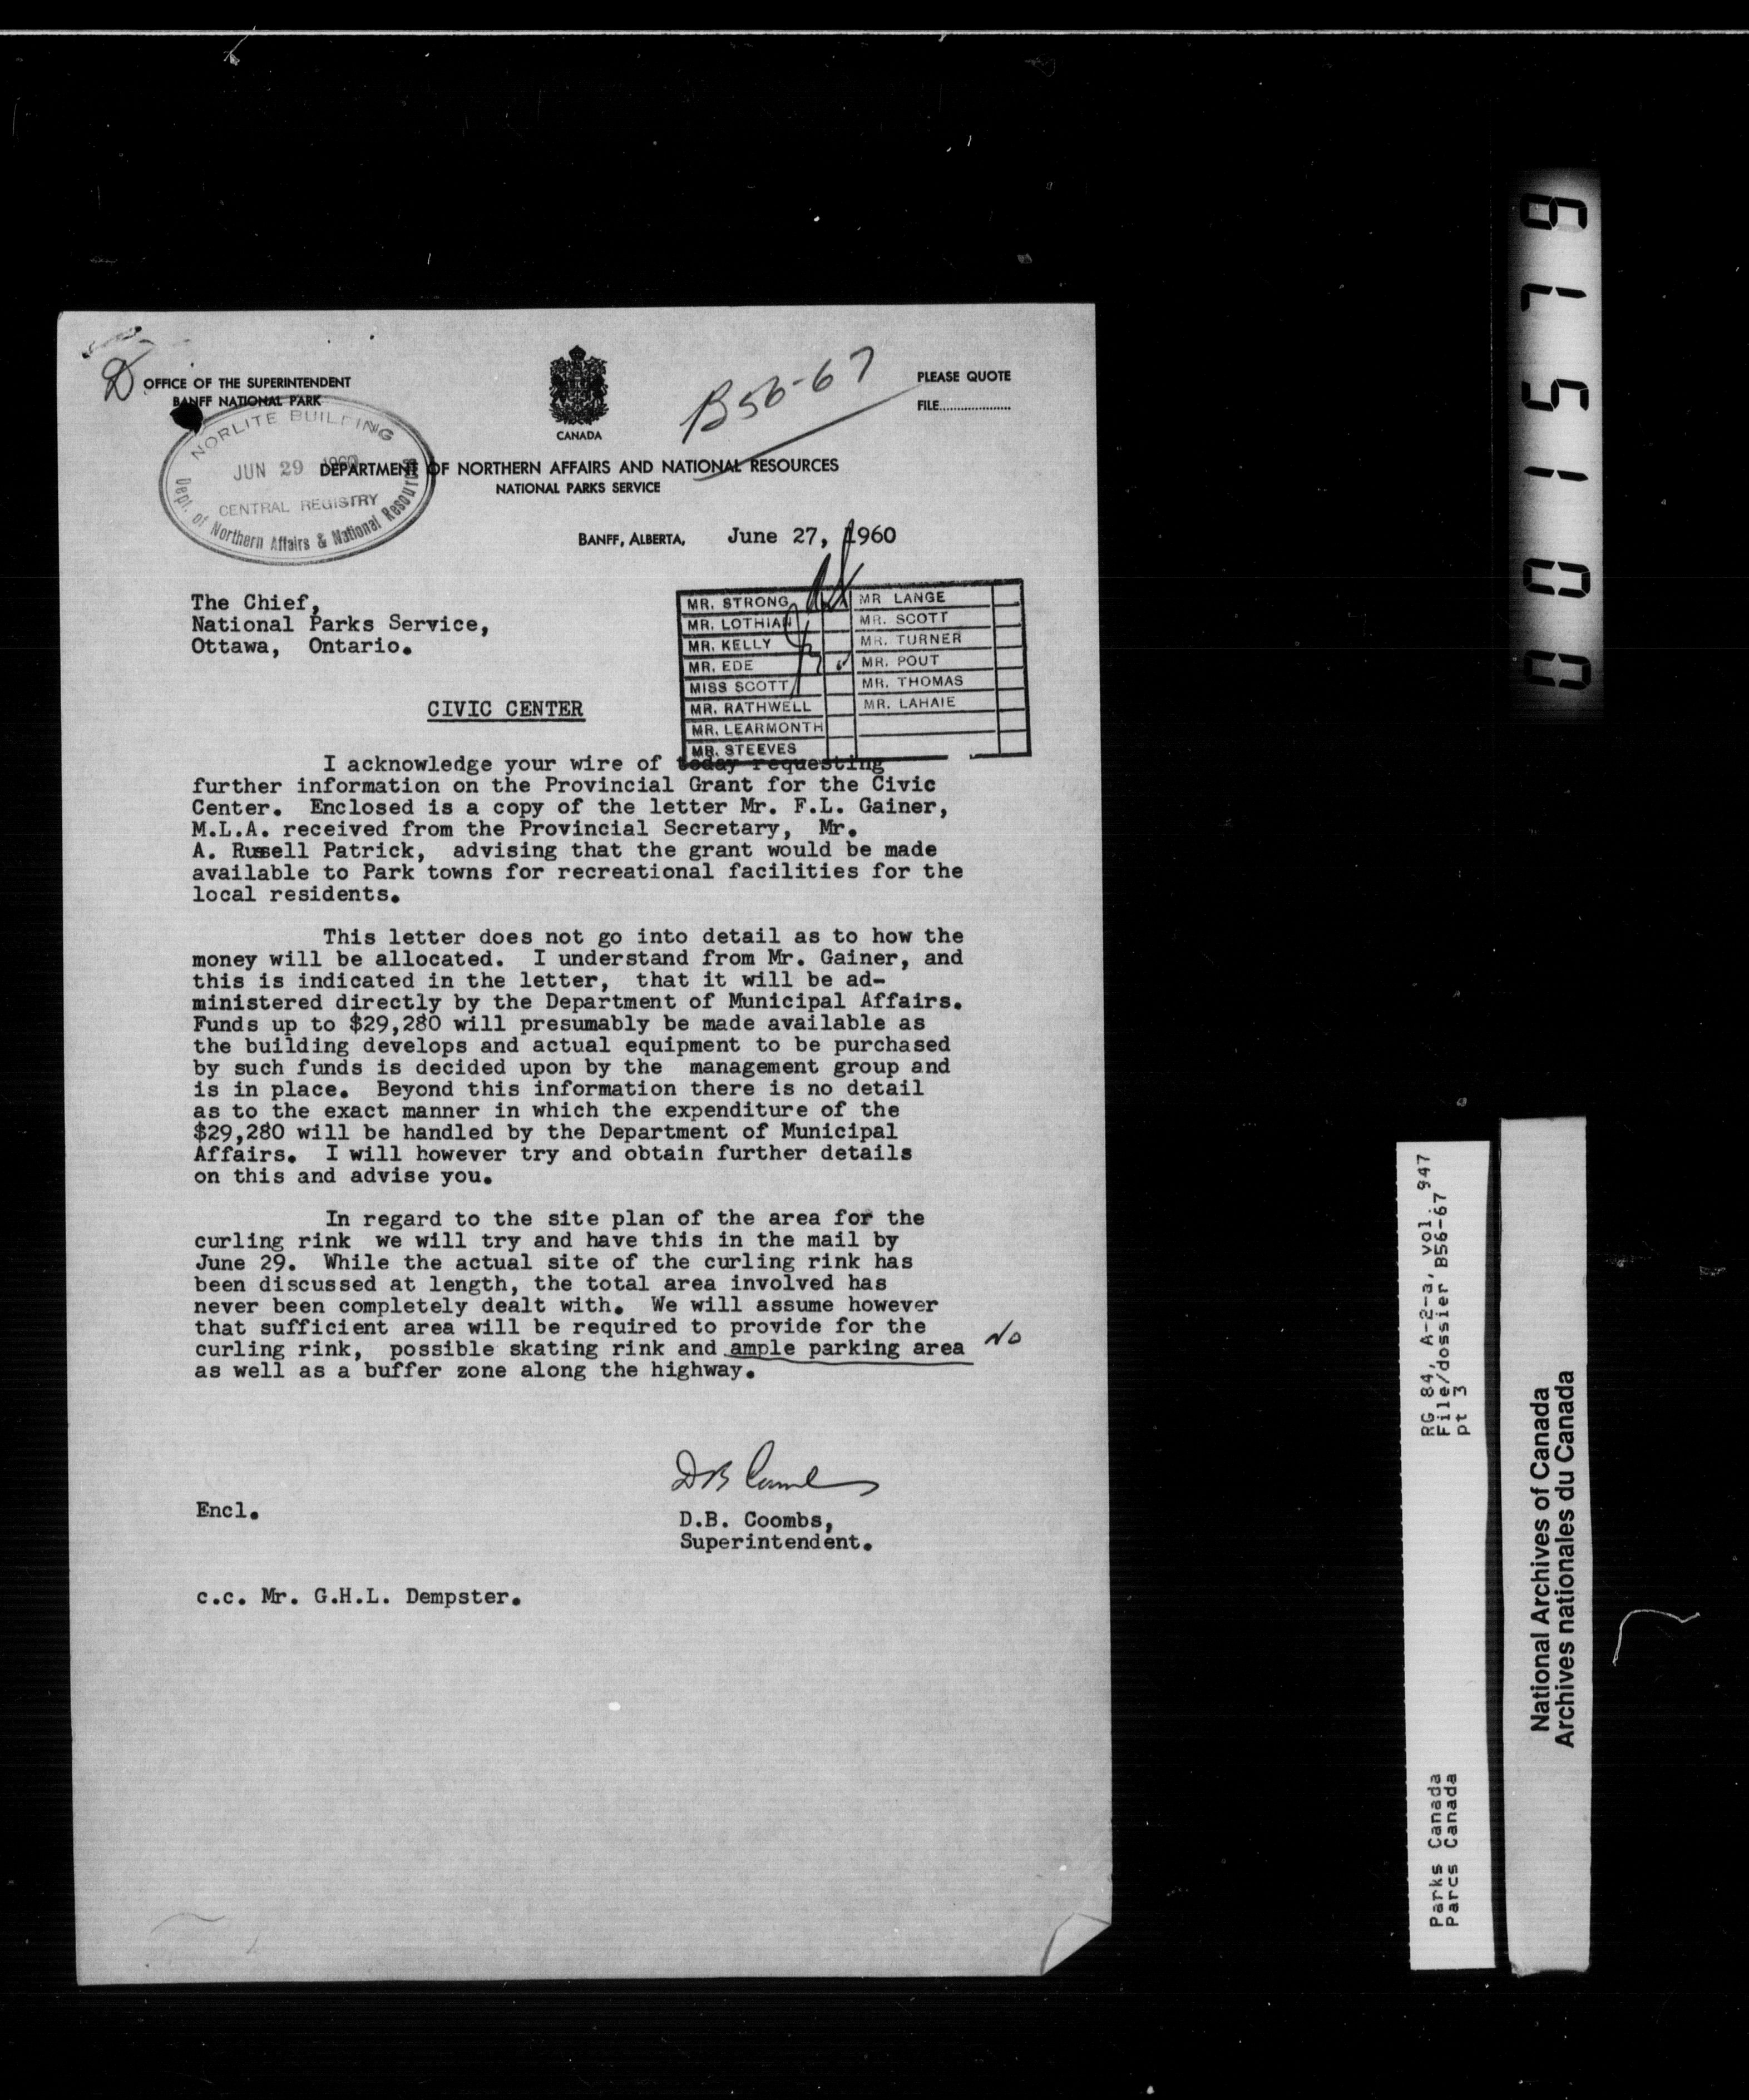 OFFICE OF THE SUPERINTENDENT
BANFF NATIONAL PARK
CANADA
B56-67
PLEASE QUOTE
FILE....................
NORLITE BUILDING
JUN 29 1960
CENTRAL REGISTRY
Dept. of Northern Affairs & National Resources
DEPARTMENT OF NORTHERN AFFAIRS AND NATIONAL RESOURCES
NATIONAL PARKS SERVICE
BANFF, ALBERTA, June 27, 1960
The Chief,
National Parks Service,
Ottawa, Ontario.
MR. STRONG MR LANGE
MR. LOTHIAN MR. SCOTT
MR. KELLY MR. TURNER
MR. EDE MR. POUT
MISS SCOTT MR. THOMAS
MR. RATHWELL MR. LAHAIE
MR. LEARMONTH
MR. STEEVES
CIVIC CENTER
I acknowledge your wire of today requesting
further information on the Provincial Grant for the Civic
Center. Enclosed is a copy of the letter Mr. F.L. Gainer,
M.L.A. received from the Provincial Secretary, Mr.
A. Russell Patrick, advising that the grant would be made
available to Park towns for recreational facilities for the
local residents.
This letter does not go into detail as to how the
money will be allocated. I understand from Mr. Gainer, and
this is indicated in the letter, that it will be ad-
ministered directly by the Department of Municipal Affairs.
Funds up to $29,280 will presumably be made available as
the building develops and actual equipment to be purchased
by such funds is decided upon by the management group and
is in place. Beyond this information there is no detail
as to the exact manner in which the expenditure of the
$29,280 will be handled by the Department of Municipal
Affairs. I will however try and obtain further details
on this and advise you.
In regard to the site plan of the area for the
curling rink we will try and have this in the mail by
June 29. While the actual site of the curling rink has
been discussed at length, the total area involved has
never been completely dealt with. We will assume however
that sufficient area will be required to provide for the
curling rink, possible skating rink and ample parking area No
as well as a buffer zone along the highway.
DB Coombs
Encl.
D.B. Coombs,
Superintendent.
c.c. Mr. G.H.L. Dempster.
001519
RG 84, A-2-a, vol. 947
File/dossier B56-67
pt 3
Parks Canada
Parcs Canada
National Archives of Canada
Archives nationales du Canada